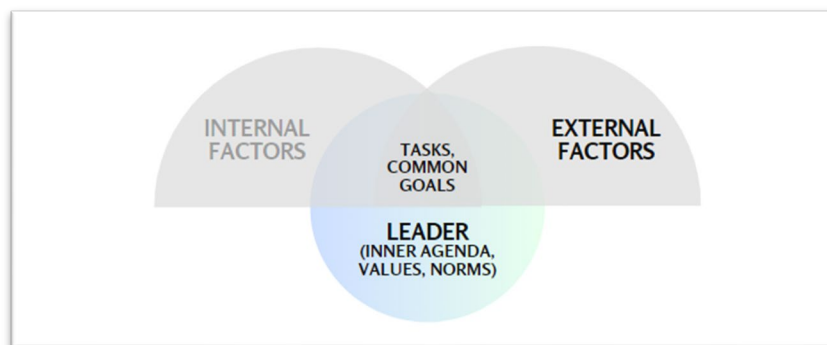 INTERNAL
FACTORS
EXTERNAL
FACTORS
TASKS,
COMMON
GOALS
LEADER
(INNER AGENDA,
VALUES, NORMS)